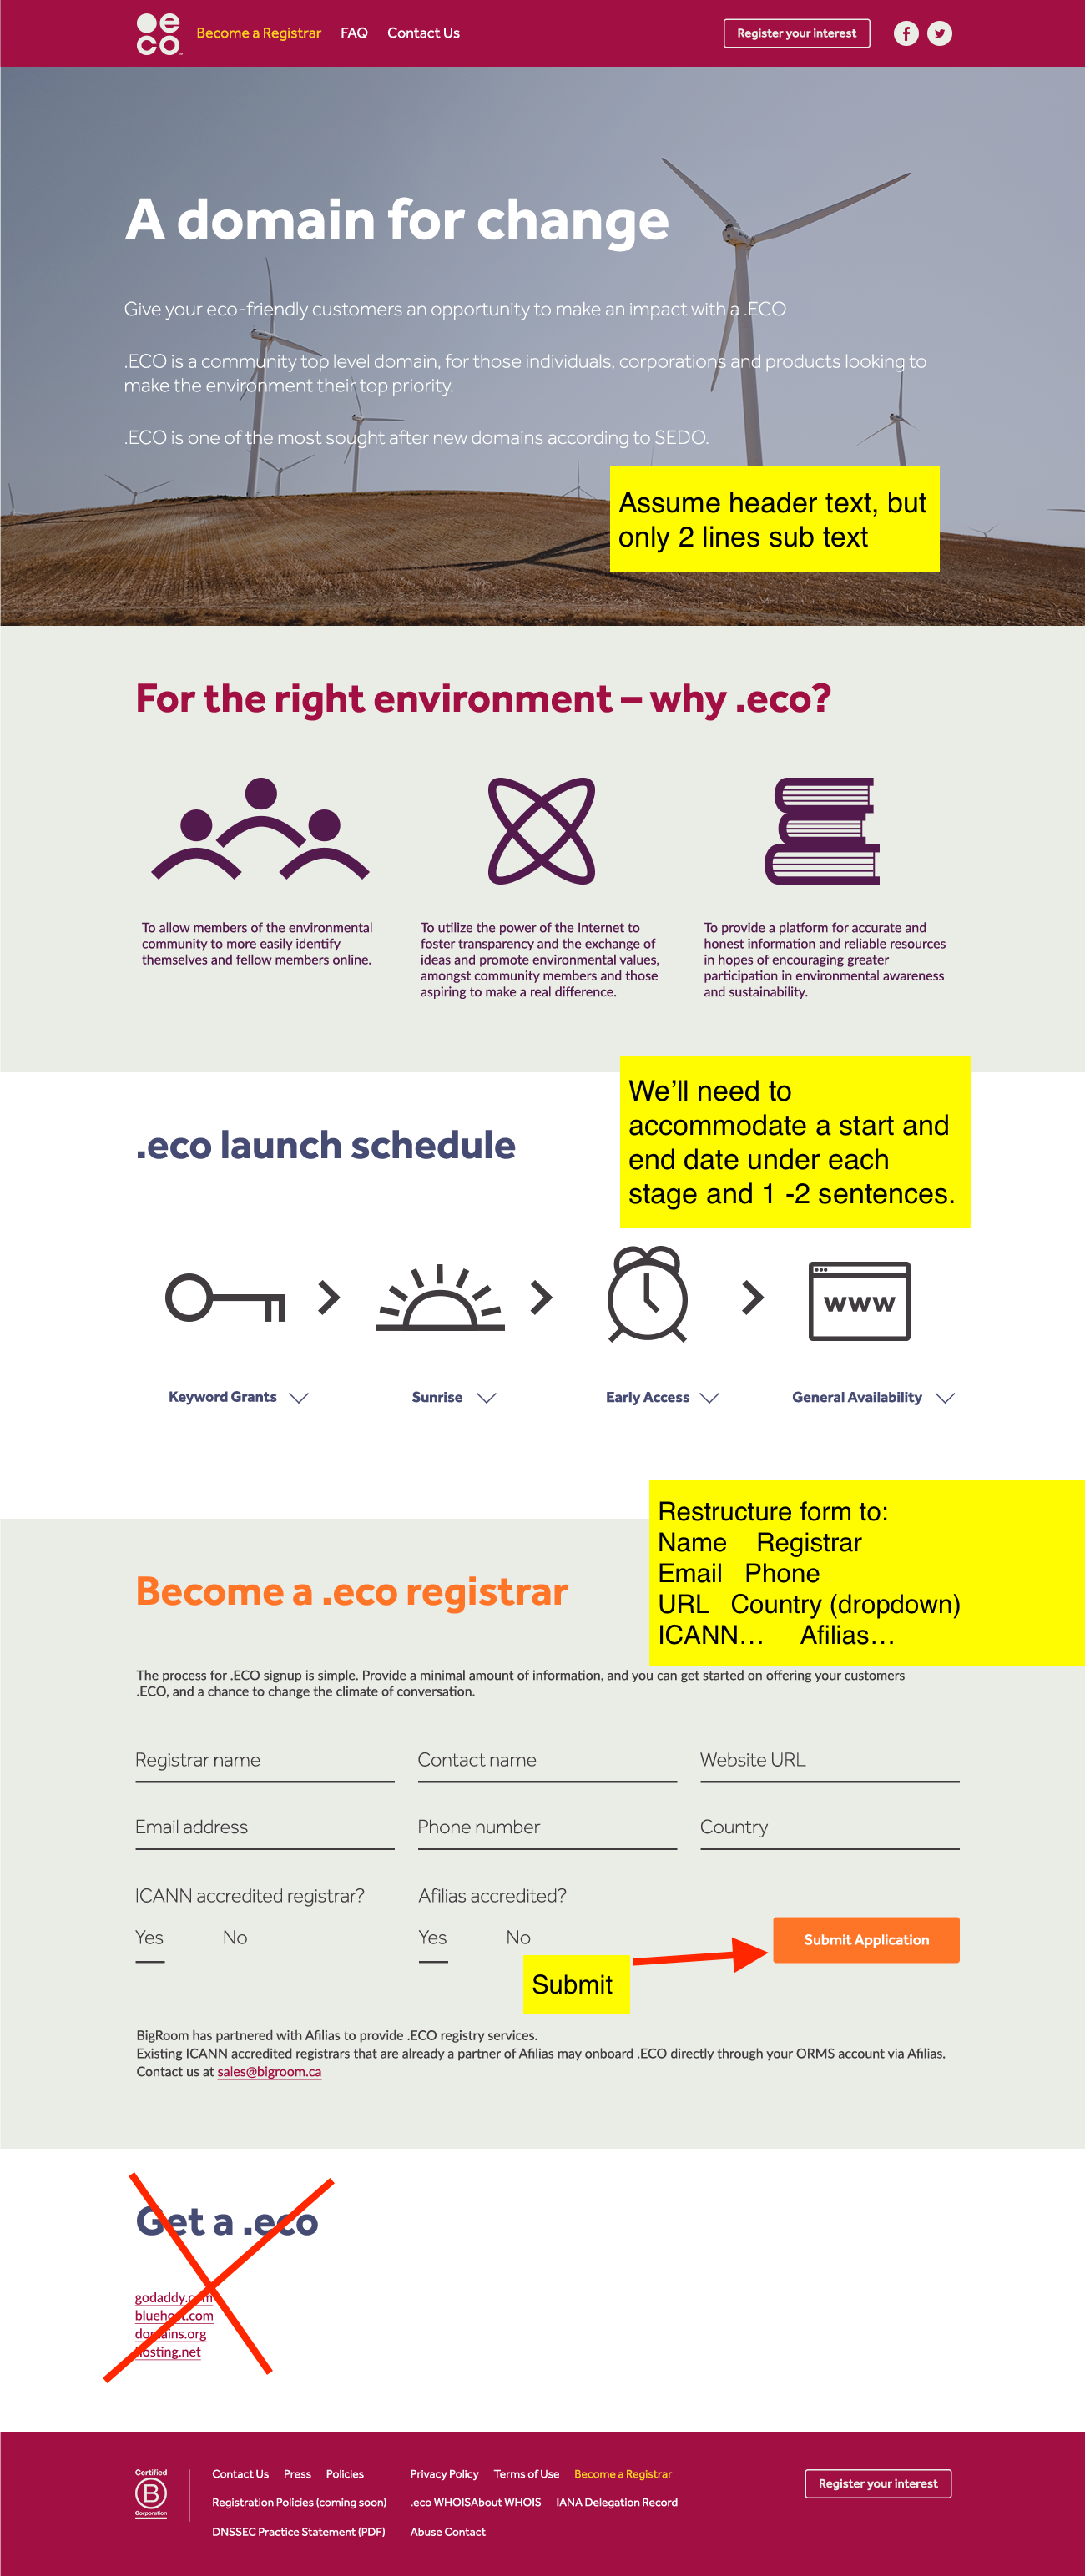 eco™
Become a Registrar FAQ Contact Us Register your interest
A domain for change
Give your eco-friendly customers an opportunity to make an impact with a .ECO
.ECO is a community top level domain, for those individuals, corporations and products looking to
make the environment their top priority.
.ECO is one of the most sought after new domains according to SEDO.
Assume header text, but
only 2 lines sub text
For the right environment – why .eco?
To allow members of the environmental
community to more easily identify
themselves and fellow members online.
To utilize the power of the Internet to
foster transparency and the exchange of
ideas and promote environmental values,
amongst community members and those
aspiring to make a real difference.
To provide a platform for accurate and
honest information and reliable resources
in hopes of encouraging greater
participation in environmental awareness
and sustainability.
We'll need to
accommodate a start and
end date under each
stage and 1 -2 sentences.
.eco launch schedule
www
Keyword Grants Sunrise Early Access General Availability
Restructure form to:
Name Registrar
Email Phone
URL Country (dropdown)
ICANN… Afilias…
Become a .eco registrar
The process for .ECO signup is simple. Provide a minimal amount of information, and you can get started on offering your customers
.ECO, and a chance to change the climate of conversation.
Registrar name Contact name Website URL
Email address Phone number Country
ICANN accredited registrar? Afilias accredited?
Yes No Yes No Submit Application
Submit
BigRoom has partnered with Afilias to provide .ECO registry services.
Existing ICANN accredited registrars that are already a partner of Afilias may onboard .ECO directly through your ORMS account via Afilias.
Contact us at sales@bigroom.ca
Get a .eco
godaddy.com
bluehost.com
domains.org
hosting.net
Certified
B
Corporation
Contact Us Press Policies Privacy Policy Terms of Use Become a Registrar Register your interest
Registration Policies (coming soon) .eco WHOISAbout WHOIS IANA Delegation Record
DNSSEC Practice Statement (PDF) Abuse Contact